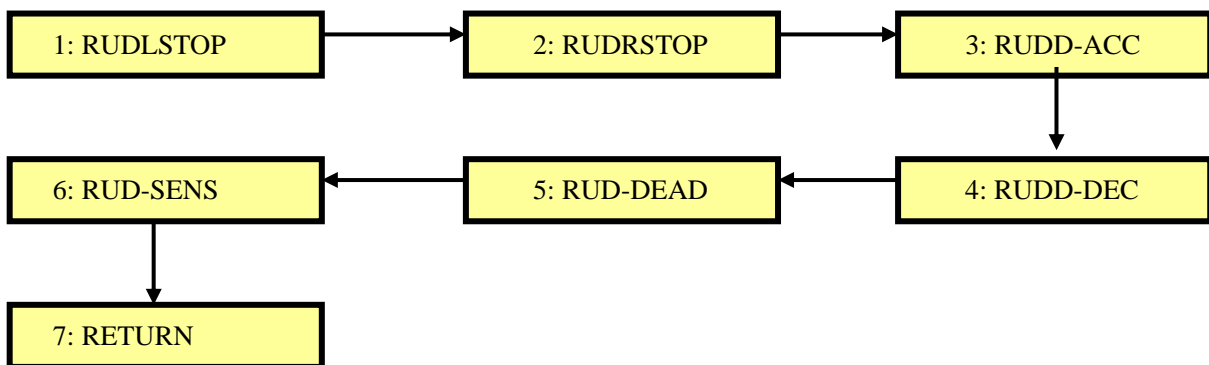 1: RUDLSTOP
2: RUDRSTOP
3: RUDD-ACC
4: RUDD-DEC
5: RUD-DEAD
6: RUD-SENS
7: RETURN